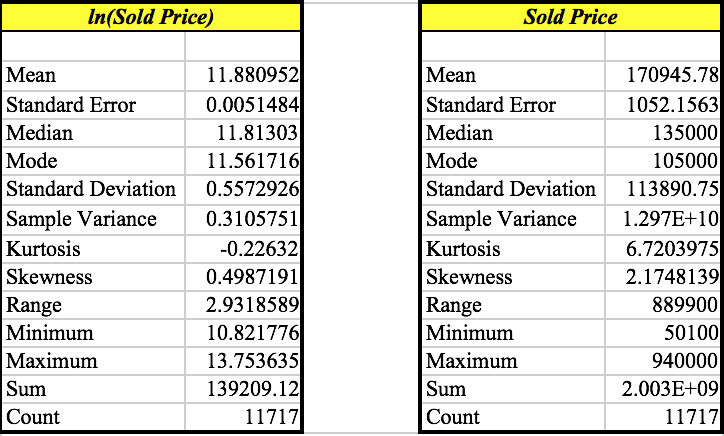 ln(Sold Price) Sold Price
Mean 11.880952 Mean 170945.78
Standard Error 0.0051484 Standard Error 1052.1563
Median 11.81303 Median 135000
Mode 11.561716 Mode 105000
Standard Deviation 0.5572926 Standard Deviation 113890.75
Sample Variance 0.3105751 Sample Variance 1.297E+10
Kurtosis -0.22632 Kurtosis 6.7203975
Skewness 0.4987191 Skewness 2.1748139
Range 2.9318589 Range 889900
Minimum 10.821776 Minimum 50100
Maximum 13.753635 Maximum 940000
Sum 139209.12 Sum 2.003E+09
Count 11717 Count 11717